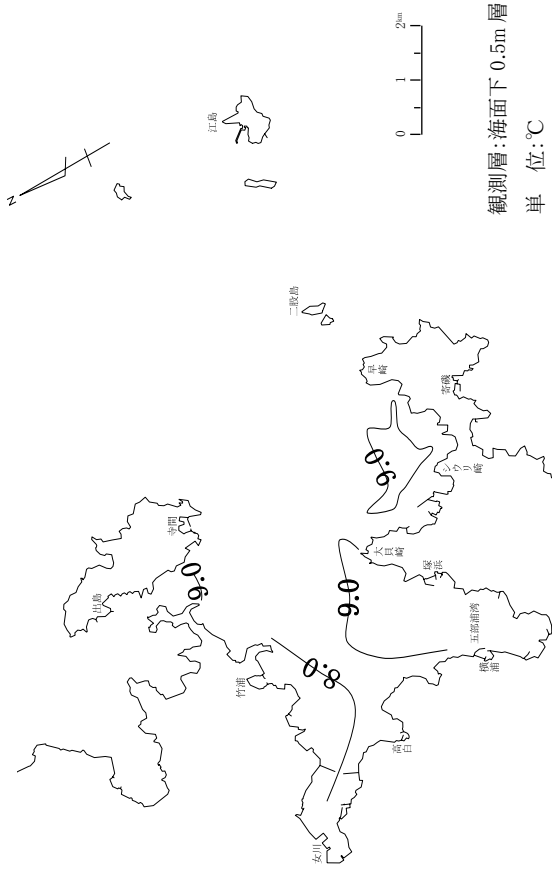 N
江島
0 1 2km
二股島
早崎
寄磯
9.0
シウリ崎
寺間
出島
9.0
大貝崎
塚浜
9.0
五部浦湾
横浦
8.0
竹浦
高白
女川
観測層:海面下 0.5m 層
単 位:℃